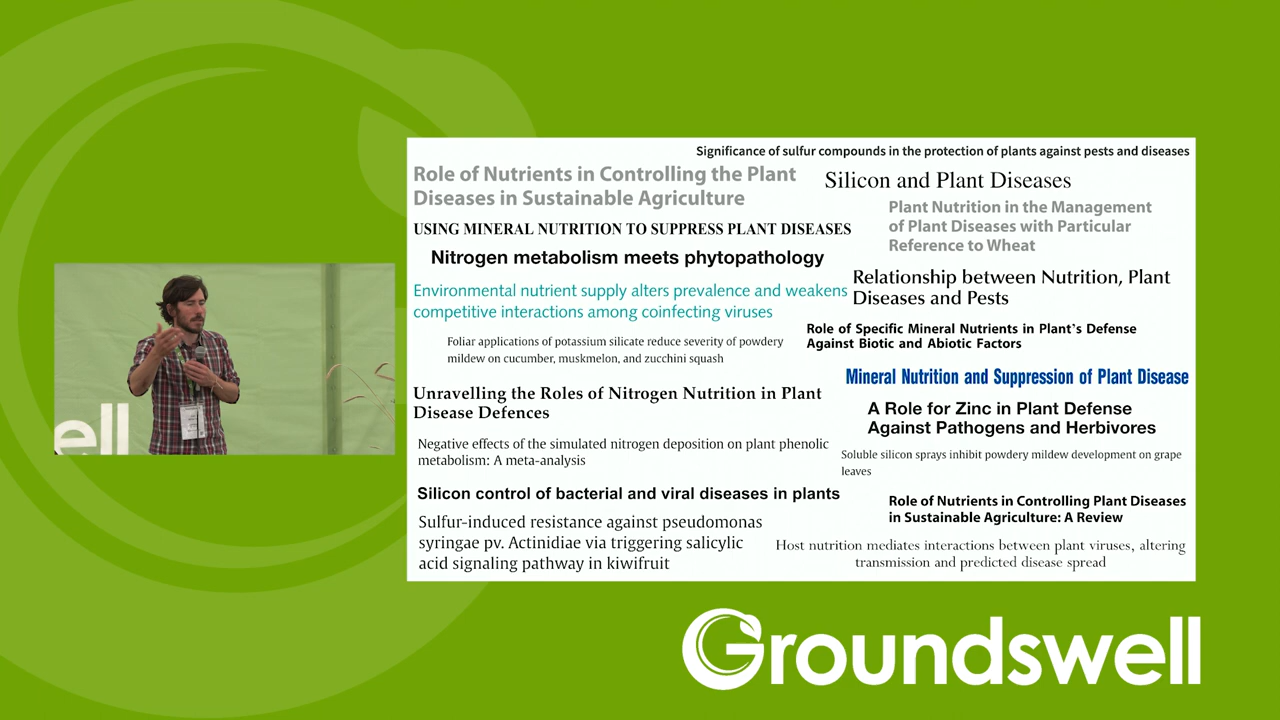 Significance of sulfur compounds in the protection of plants against pests and diseases
Role of Nutrients in Controlling the Plant
Diseases in Sustainable Agriculture
Silicon and Plant Diseases
Plant Nutrition in the Management
of Plant Diseases with Particular
Reference to Wheat
USING MINERAL NUTRITION TO SUPPRESS PLANT DISEASES
Nitrogen metabolism meets phytopathology
Relationship between Nutrition, Plant
Diseases and Pests
Environmental nutrient supply alters prevalence and weakens
competitive interactions among coinfecting viruses
Role of Specific Mineral Nutrients in Plant's Defense
Against Biotic and Abiotic Factors
Foliar applications of potassium silicate reduce severity of powdery
mildew on cucumber, muskmelon, and zucchini squash
Mineral Nutrition and Suppression of Plant Disease
Unravelling the Roles of Nitrogen Nutrition in Plant
Disease Defences
A Role for Zinc in Plant Defense
Against Pathogens and Herbivores
Negative effects of the simulated nitrogen deposition on plant phenolic
metabolism: A meta-analysis
Soluble silicon sprays inhibit powdery mildew development on grape
leaves
Silicon control of bacterial and viral diseases in plants
Role of Nutrients in Controlling Plant Diseases
in Sustainable Agriculture: A Review
Sulfur-induced resistance against pseudomonas
syringae pv. Actinidiae via triggering salicylic
acid signaling pathway in kiwifruit
Host nutrition mediates interactions between plant viruses, altering
transmission and predicted disease spread
ell
Groundswell